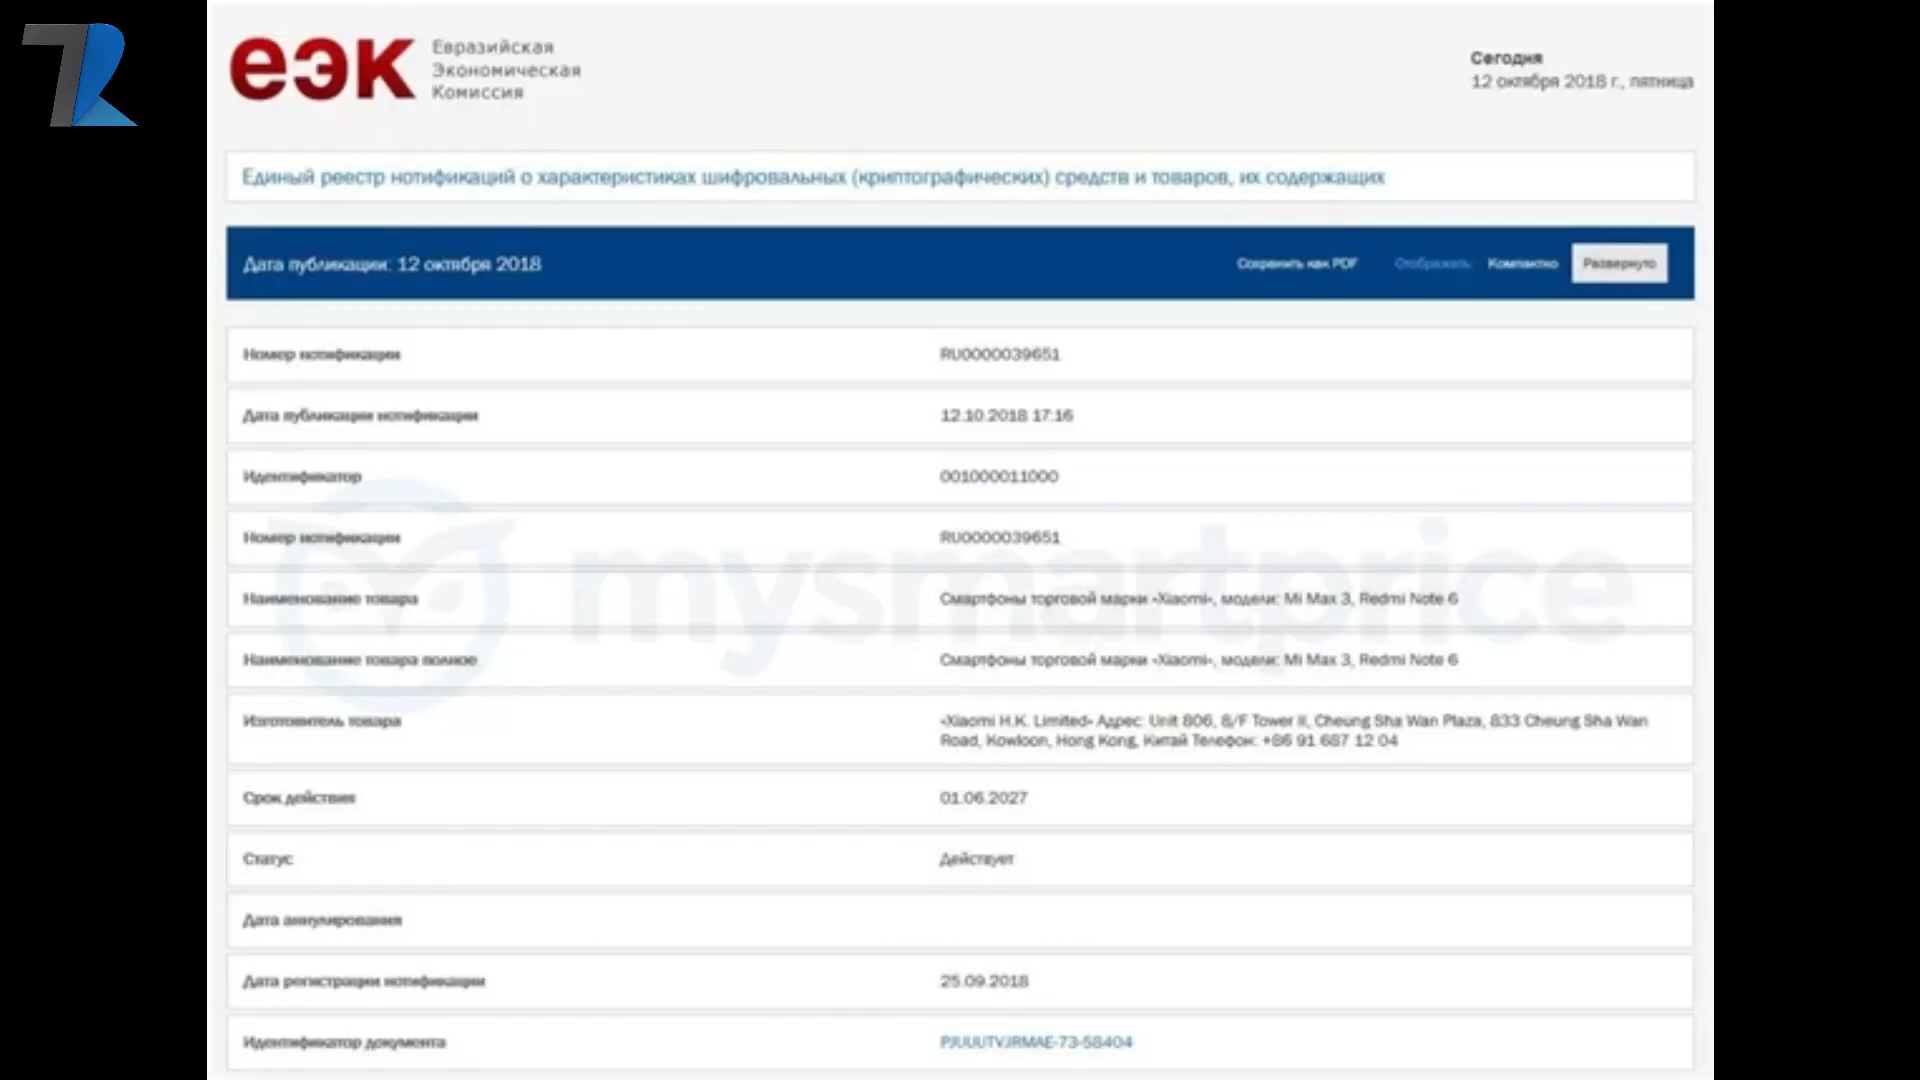 еэк
Евразийская
Экономическая
Комиссия
Сегодня
12 октября 2018 г., пятница
Единый реестр нотификаций о характеристиках шифровальных (криптографических) средств и товаров, их содержащих
Дата публикации: 12 октября 2018
Сохранить как PDF
Отображать:
Компактно
Развернуто
Номер нотификации
RU0000039651
Дата публикации нотификации
12.10.2018 17:16
Идентификатор
001000011000
Номер нотификации
RU0000039651
Наименование товара
Смартфоны торговой марки «Xiaomi», модели: Mi Max 3, Redmi Note 6
Наименование товара полное
Смартфоны торговой марки «Xiaomi», модели: Mi Max 3, Redmi Note 6
mysmartprice
Изготовитель товара
«Xiaomi H.K. Limited» Адрес: Unit 806, 8/F Tower II, Cheung Sha Wan Plaza, 833 Cheung Sha Wan
Road, Kowloon, Hong Kong, Китай Телефон: +86 91 687 12 04
Срок действия
01.06.2027
Статус
Действует
Дата аннулирования
Дата регистрации нотификации
25.09.2018
Идентификатор документа
PJUUUTVJRMAE-73-58404